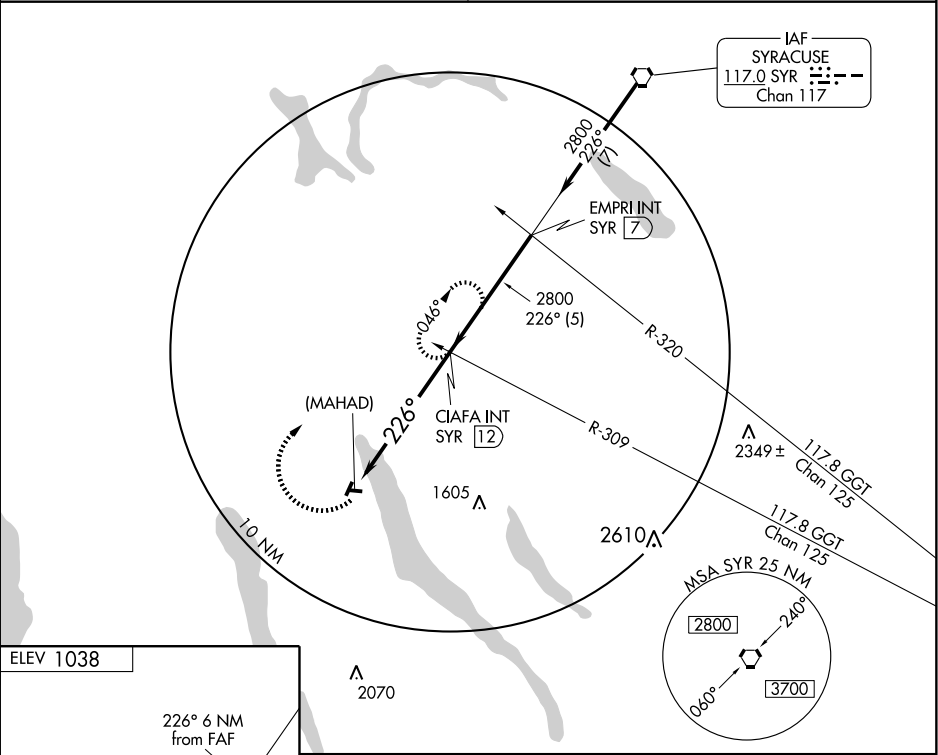 IAF
SYRACUSE
117.0 SYR
Chan 117
2800
226°
(7)
EMPRI INT
SYR 7
2800
226° (5)
046°
R-320
(MAHAD)
226°
CIAFA INT
SYR 12
R-309
2349 ±
117.8 GGT
Chan 125
1605
117.8 GGT
Chan 125
2610
10 NM
MSA SYR 25 NM
2800
240°
060°
3700
ELEV 1038
2070
226° 6 NM
from FAF